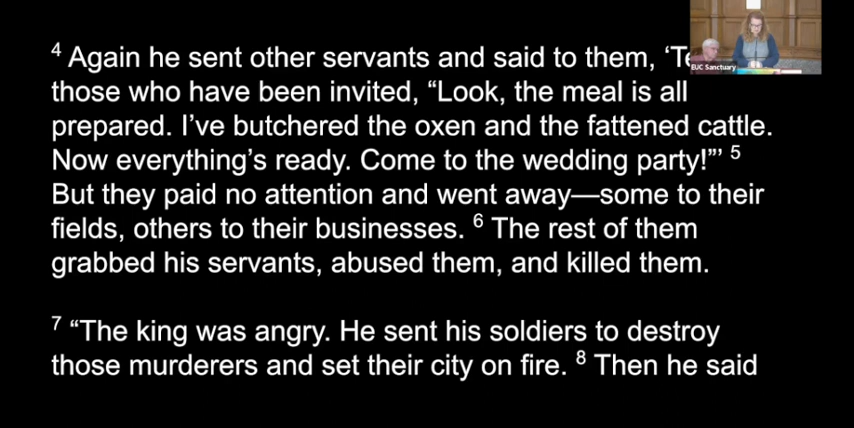 ⁴ Again he sent other servants and said to them, ‘Te
those who have been invited, “Look, the meal is all
prepared. I’ve butchered the oxen and the fattened cattle.
Now everything’s ready. Come to the wedding party!”’ ⁵
But they paid no attention and went away—some to their
fields, others to their businesses. ⁶ The rest of them
grabbed his servants, abused them, and killed them.
⁷ “The king was angry. He sent his soldiers to destroy
those murderers and set their city on fire. ⁸ Then he said
EUC Sanctuary